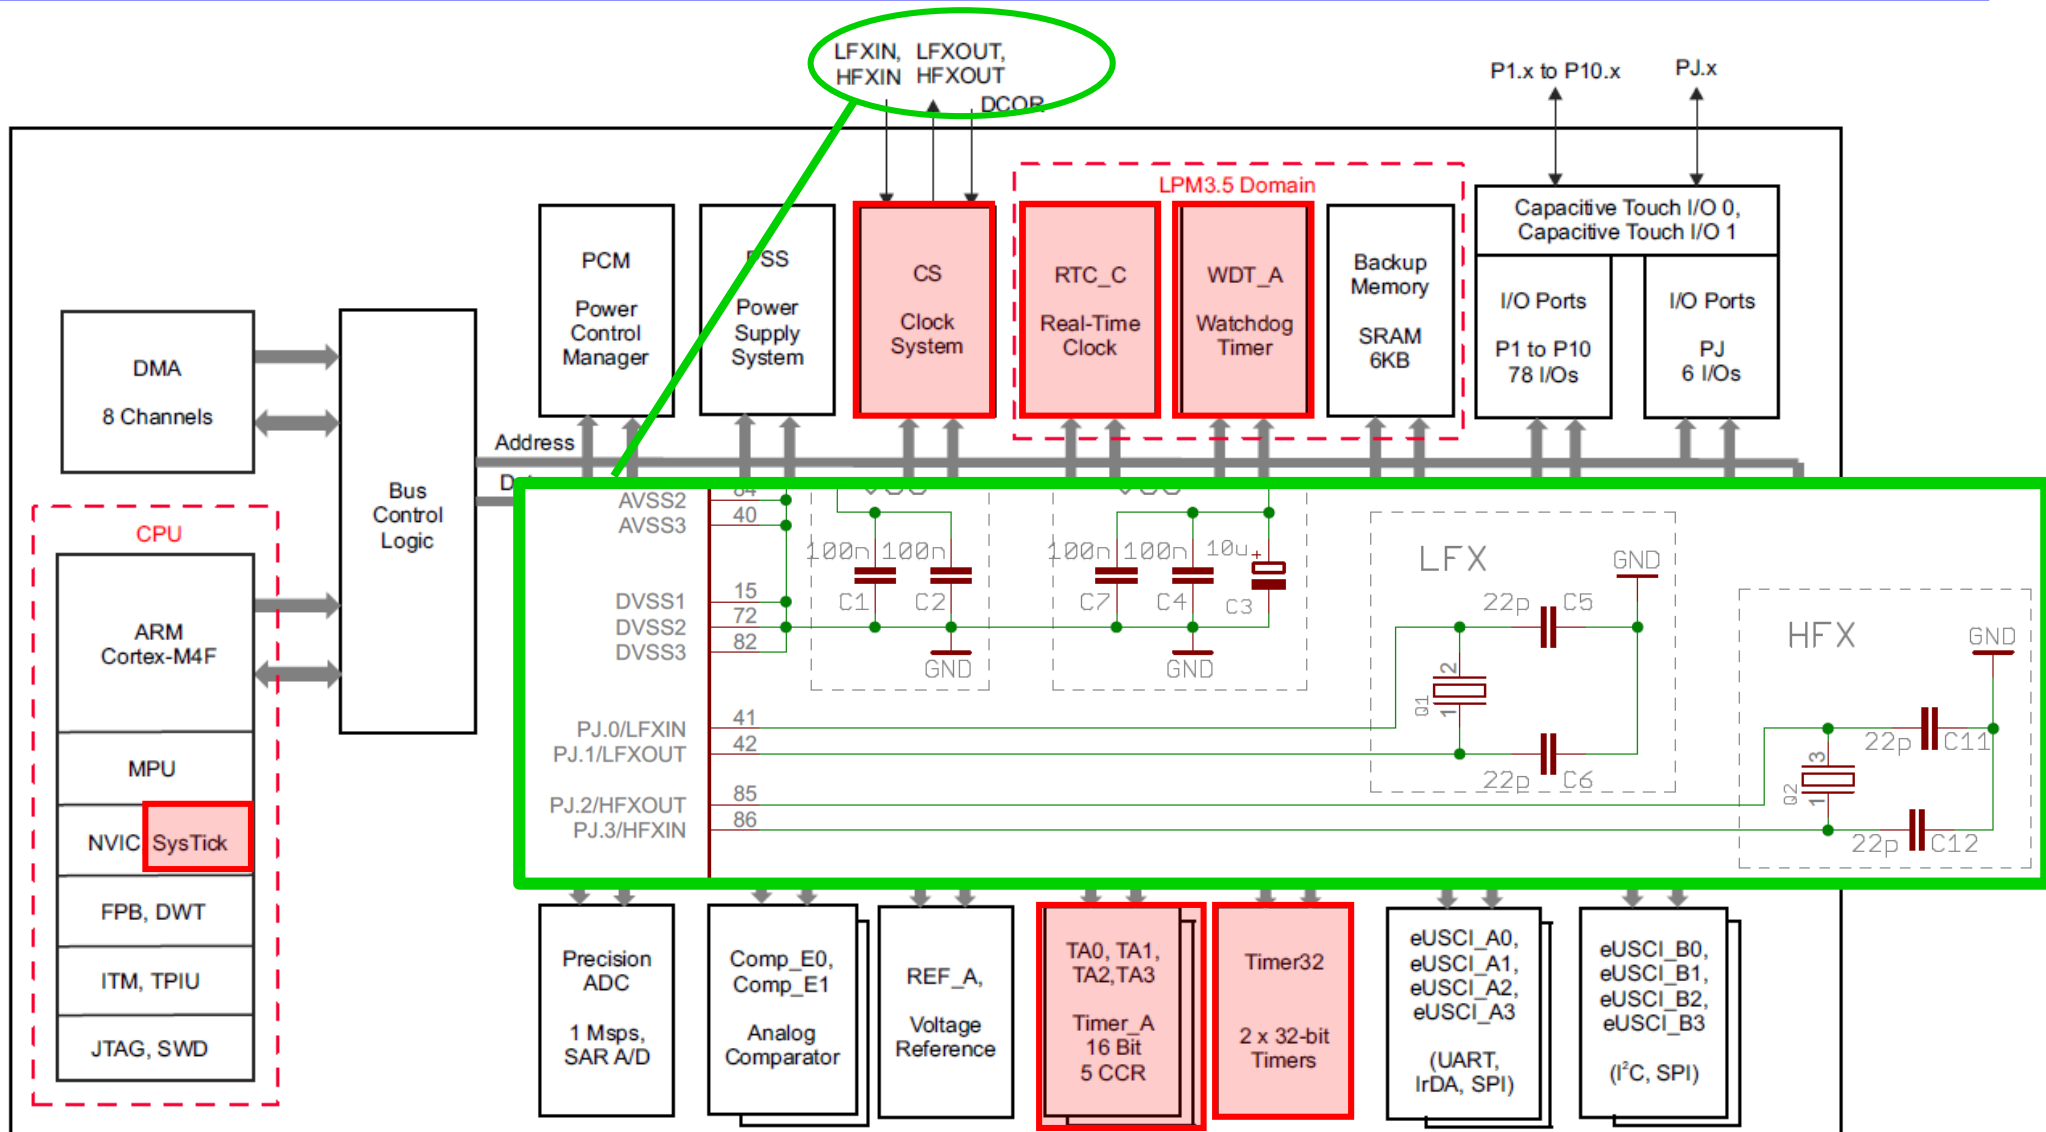 LFXIN, LFXOUT,
HFXIN HFXOUT
DCOR
P1.x to P10.x
PJ.x
LPM3.5 Domain
PCM
Power
Control
Manager
Power
Supply
System
CS
Clock
System
RTC_C
Real-Time
Clock
WDT_A
Watchdog
Timer
Backup
Memory
SRAM
6KB
Capacitive Touch I/O 0,
Capacitive Touch I/O 1
I/O Ports
P1 to P10
78 I/Os
I/O Ports
PJ
6 I/Os
DMA
8 Channels
Bus
Control
Logic
Address
CPU
ARM
Cortex-M4F
MPU
NVIC, SysTick
FPB, DWT
ITM, TPIU
JTAG, SWD
AVSS2
AVSS3 40
DVSS1 15
DVSS2 72
DVSS3 82
PJ.0/LFXIN 41
PJ.1/LFXOUT 42
PJ.2/HFXOUT 85
PJ.3/HFXIN 86
100n 100n
C1 C2
GND
100n 100n 10u +
C7 C4 C3
GND
LFX
GND
22p C5
2
Q1
1
22p C6
HFX
GND
22p C11
3
Q2
1
22p C12
Precision
ADC
1 Msps,
SAR A/D
Comp_E0,
Comp_E1
Analog
Comparator
REF_A,
Voltage
Reference
TA0, TA1,
TA2,TA3
Timer_A
16 Bit
5 CCR
Timer32
2 x 32-bit
Timers
eUSCI_A0,
eUSCI_A1,
eUSCI_A2,
eUSCI_A3
(UART,
IrDA, SPI)
eUSCI_B0,
eUSCI_B1,
eUSCI_B2,
eUSCI_B3
(I²C, SPI)